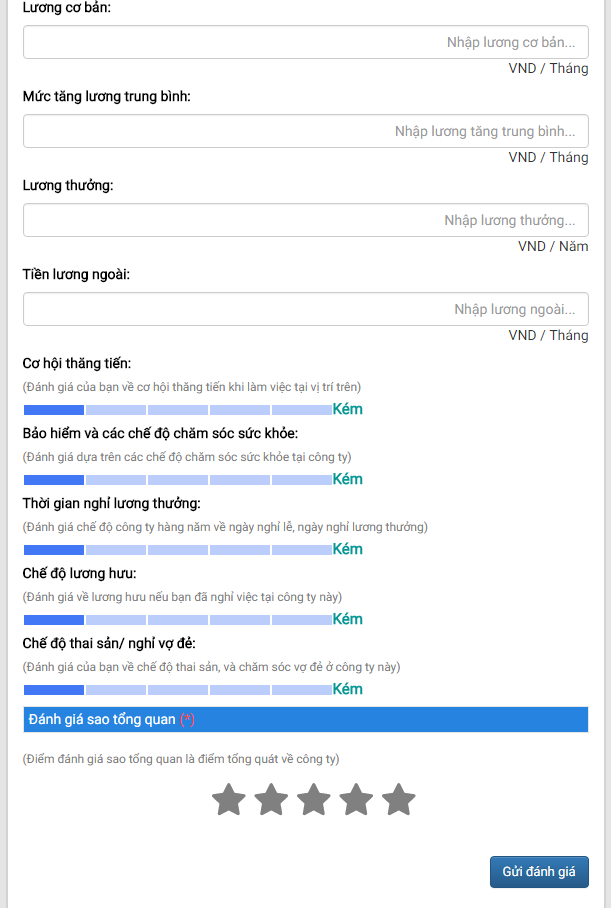 Lương cơ bản:
Nhập lương cơ bản...
VND / Tháng
Mức tăng lương trung bình:
Nhập lương tăng trung bình...
VND / Tháng
Lương thưởng:
Nhập lương thưởng...
VND / Năm
Tiền lương ngoài:
Nhập lương ngoài...
VND / Tháng
Cơ hội thăng tiến:
(Đánh giá của bạn về cơ hội thăng tiến khi làm việc tại vị trí trên)
Kém
Bảo hiểm và các chế độ chăm sóc sức khỏe:
(Đánh giá dựa trên các chế độ chăm sóc sức khỏe tại công ty)
Kém
Thời gian nghỉ lương thưởng:
(Đánh giá chế độ công ty hàng năm về ngày nghỉ lễ, ngày nghỉ lương thưởng)
Kém
Chế độ lương hưu:
(Đánh giá về lương hưu nếu bạn đã nghỉ việc tại công ty này)
Kém
Chế độ thai sản/ nghỉ vợ đẻ:
(Đánh giá của bạn về chế độ thai sản, và chăm sóc vợ đẻ ở công ty này)
Kém
Đánh giá sao tổng quan (*)
(Điểm đánh giá sao tổng quan là điểm tổng quát về công ty)
Gửi đánh giá